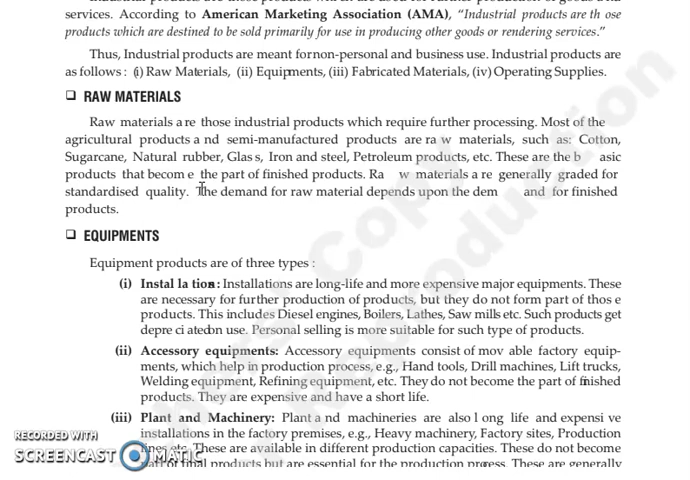 services. According to American Marketing Association (AMA), “Industrial products are th ose
products which are destined to be sold primarily for use in producing other goods or rendering services.”
Thus, Industrial products are meant for non-personal and business use. Industrial products are
as follows : (i) Raw Materials, (ii) Equipments, (iii) Fabricated Materials, (iv) Operating Supplies.
❑ RAW MATERIALS
Raw materials a re those industrial products which require further processing. Most of the
agricultural products a nd semi-manufactured products are ra w materials, such as: Cotton,
Sugarcane, Natural rubber, Glas s, Iron and steel, Petroleum products, etc. These are the b asic
products that becom e the part of finished products. Ra w materials a re generally graded for
standardised quality. The demand for raw material depends upon the dem and for finished
products.
❑ EQUIPMENTS
Equipment products are of three types :
(i) Instal la tion : Installations are long-life and more expensive major equipments. These
are necessary for further production of products, but they do not form part of thos e
products. This includes Diesel engines, Boilers, Lathes, Saw mills etc. Such products get
depre ci ated on use. Personal selling is more suitable for such type of products.
(ii) Accessory equipments: Accessory equipments consist of mov able factory equip-
ments, which help in production process, e.g., Hand tools, Drill machines, Lift trucks,
Welding equipment, Refining equipment, etc. They do not become the part of finished
products. They are expensive and have a short life.
(iii) Plant and Machinery: Plant a nd machineries are also l ong life and expensi ve
installations in the factory premises, e.g., Heavy machinery, Factory sites, Production
lines etc. These are available in different production capacities. These do not become
part of final products but are essential for the production process. These are generally
RECORDED WITH
SCREENCAST MATIC